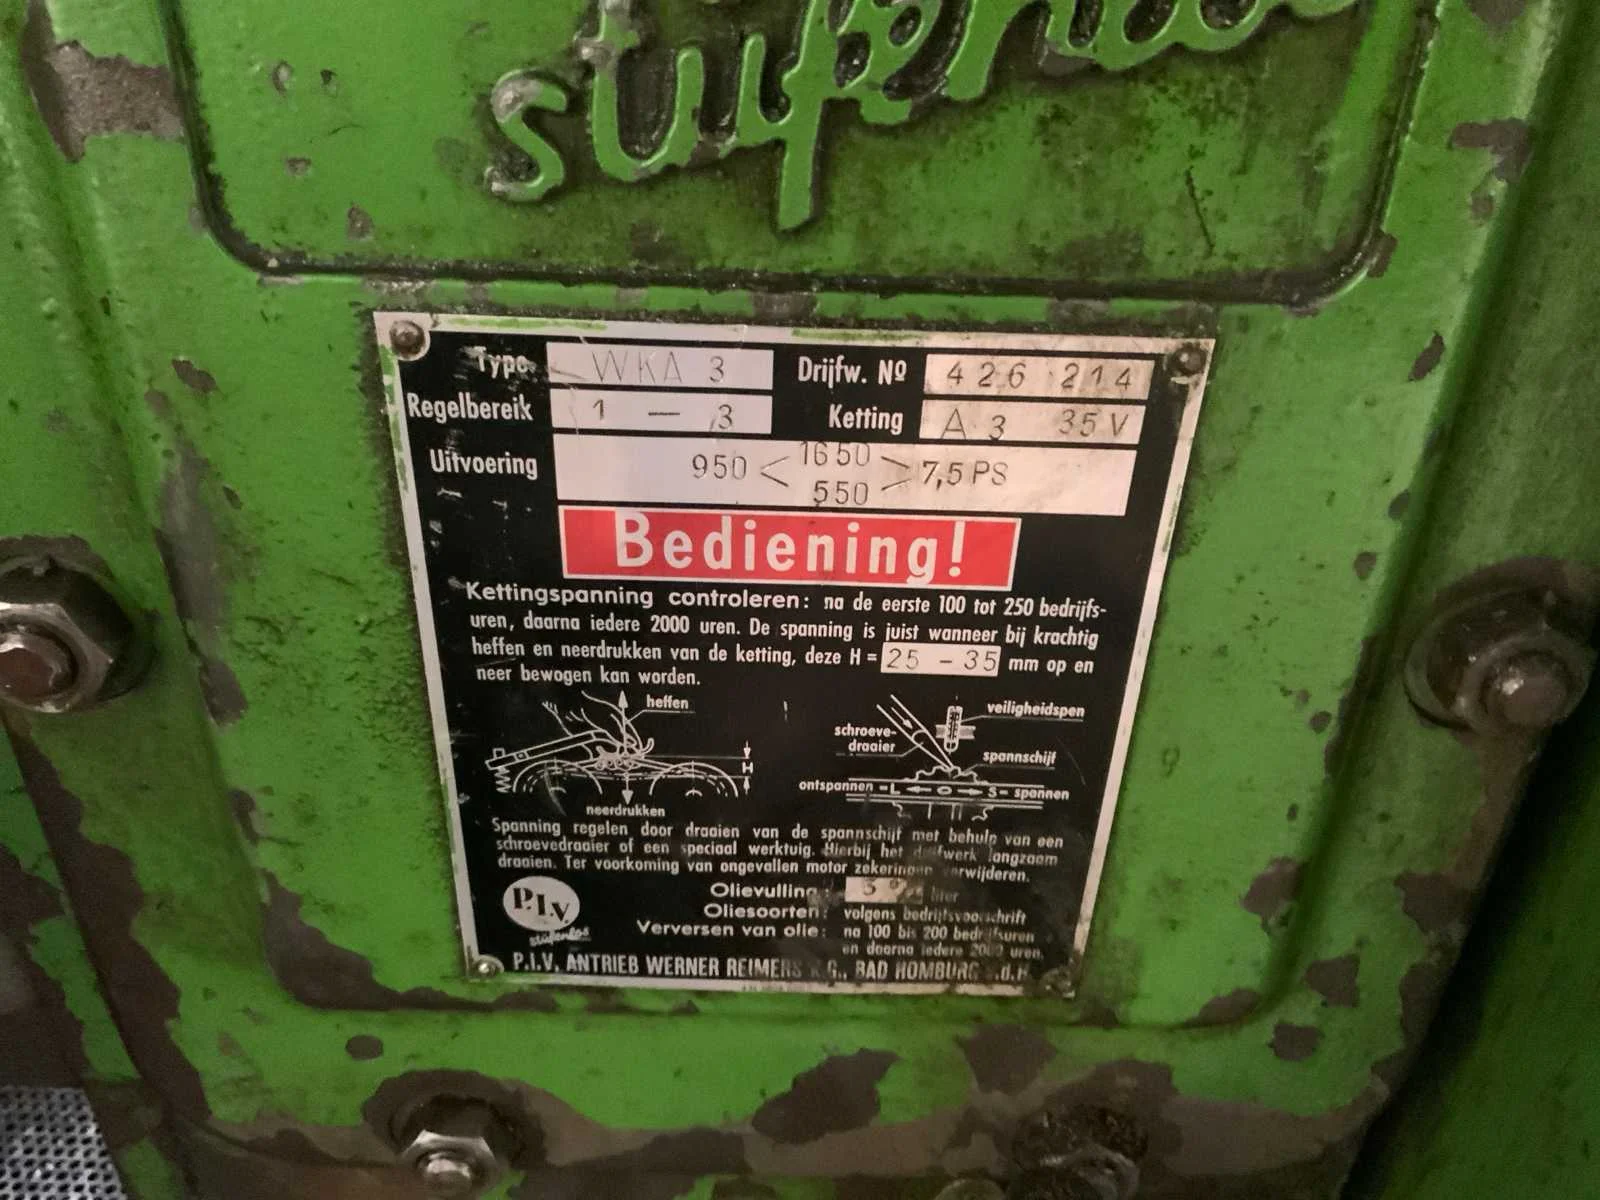 stufenlos
Type WKA 3 Drijfw. Nº 426 214
Regelbereik 1 — 3 Ketting A 3 35 V
Uitvoering 950 < 1650 > 7,5 PS
550
Bediening!
Kettingspanning controleren: na de eerste 100 tot 250 bedrijfs-
uren, daarna iedere 2000 uren. De spanning is juist wanneer bij krachtig
heffen en neerdrukken van de ketting, deze H = 25 - 35 mm op en
neer bewogen kan worden.
heffen
H
neerdrukken
veiligheidspen
schroeve-
draaier
spannschijf
ontspannen - L ← O → S - spannen
Spanning regelen door draaien van de spannschijf met behulp van een
schroevedraaier of een speciaal werktuig. Hierbij het drijfwerk langzaam
draaien. Ter voorkoming van ongevallen motor zekeringen verwijderen.
Olievulling: 3
Oliesoorten: volgens bedrijfsvoorschrift
Verversen van olie: na 100 bis 200 bedrijfsuren
en daarna iedere 2000 uren.
P.I.V.
stufenlos
P.I.V. ANTRIEB WERNER REIMERS K.G., BAD HOMBURG v.d.H.